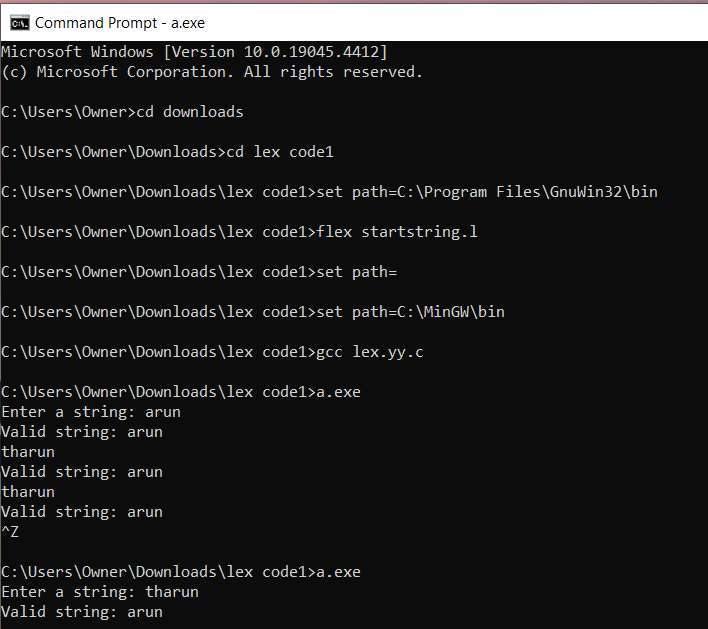 Command Prompt - a.exe
Microsoft Windows [Version 10.0.19045.4412]
(c) Microsoft Corporation. All rights reserved.
C:\Users\Owner>cd downloads
C:\Users\Owner\Downloads>cd lex code1
C:\Users\Owner\Downloads\lex code1>set path=C:\Program Files\GnuWin32\bin
C:\Users\Owner\Downloads\lex code1>flex startstring.l
C:\Users\Owner\Downloads\lex code1>set path=
C:\Users\Owner\Downloads\lex code1>set path=C:\MinGW\bin
C:\Users\Owner\Downloads\lex code1>gcc lex.yy.c
C:\Users\Owner\Downloads\lex code1>a.exe
Enter a string: arun
Valid string: arun
tharun
Valid string: arun
tharun
Valid string: arun
^Z
C:\Users\Owner\Downloads\lex code1>a.exe
Enter a string: tharun
Valid string: arun